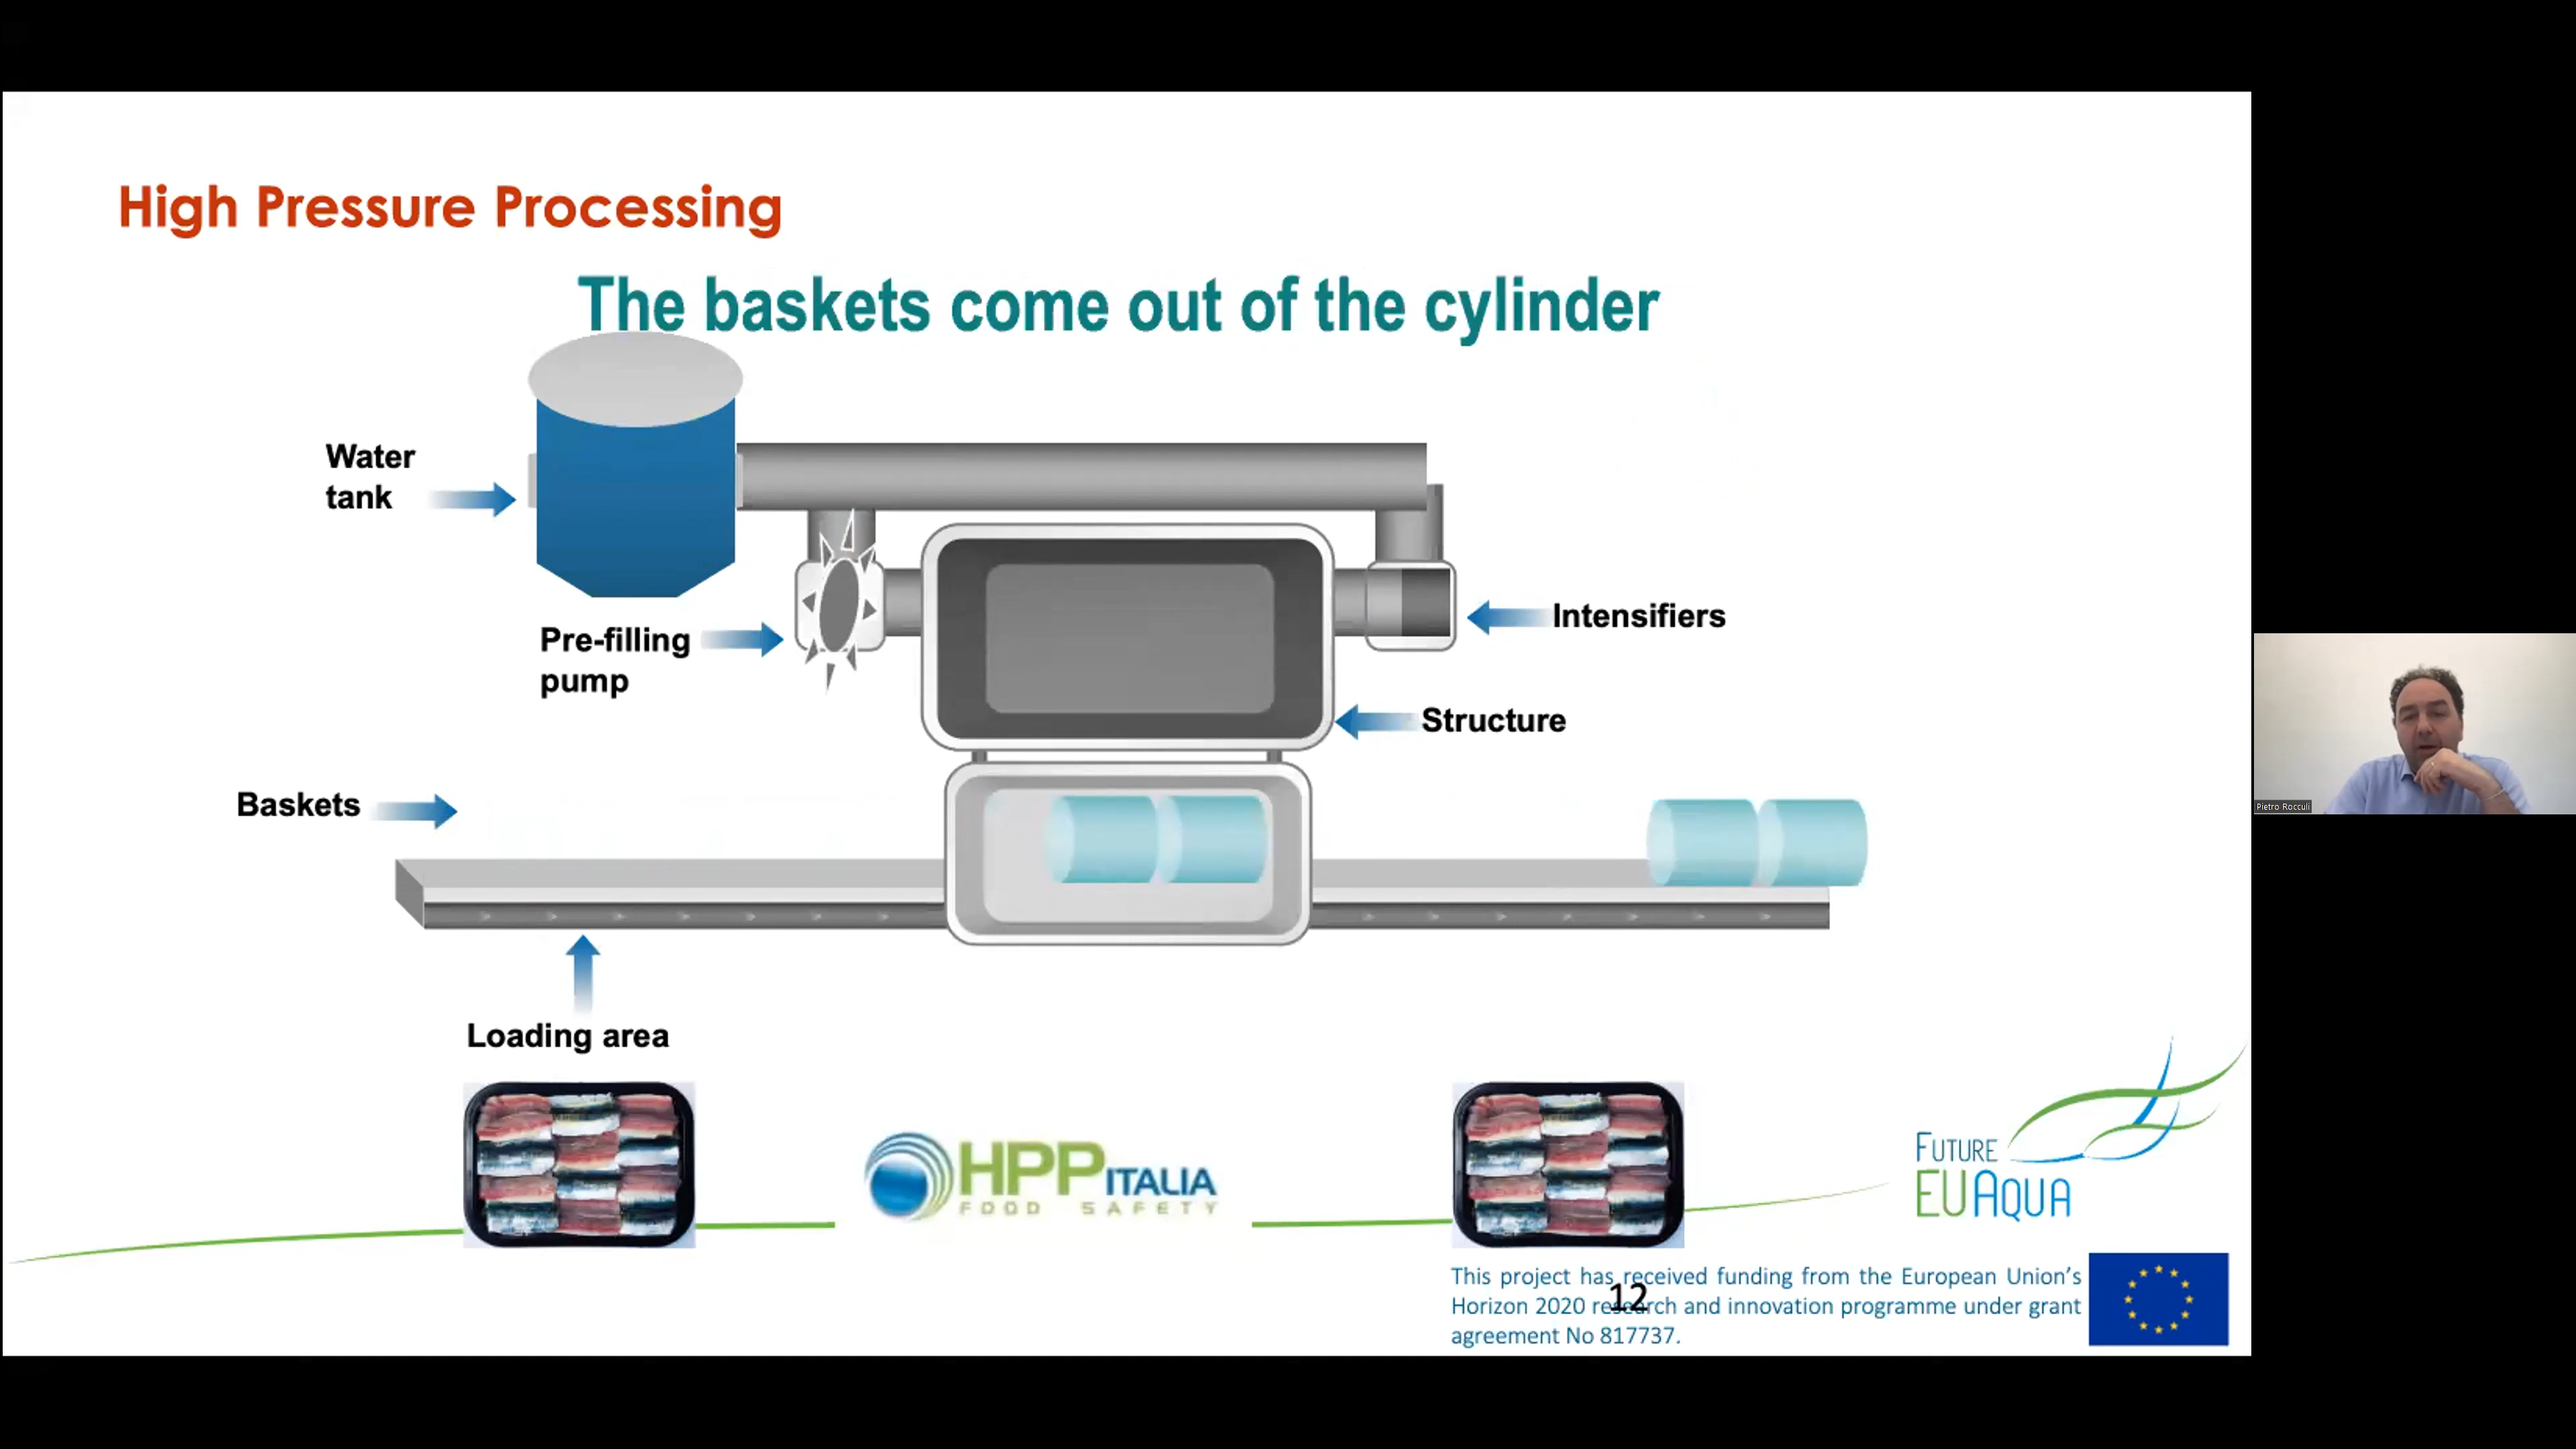 High Pressure Processing
The baskets come out of the cylinder
Water
tank
Pre-filling
pump
Intensifiers
Structure
Baskets
Loading area
Pietro Rocculi
HPP ITALIA
FOOD SAFETY
FUTURE
EUAQUA
This project has received funding from the European Union's
Horizon 2020 research and innovation programme under grant
agreement No 817737.
12